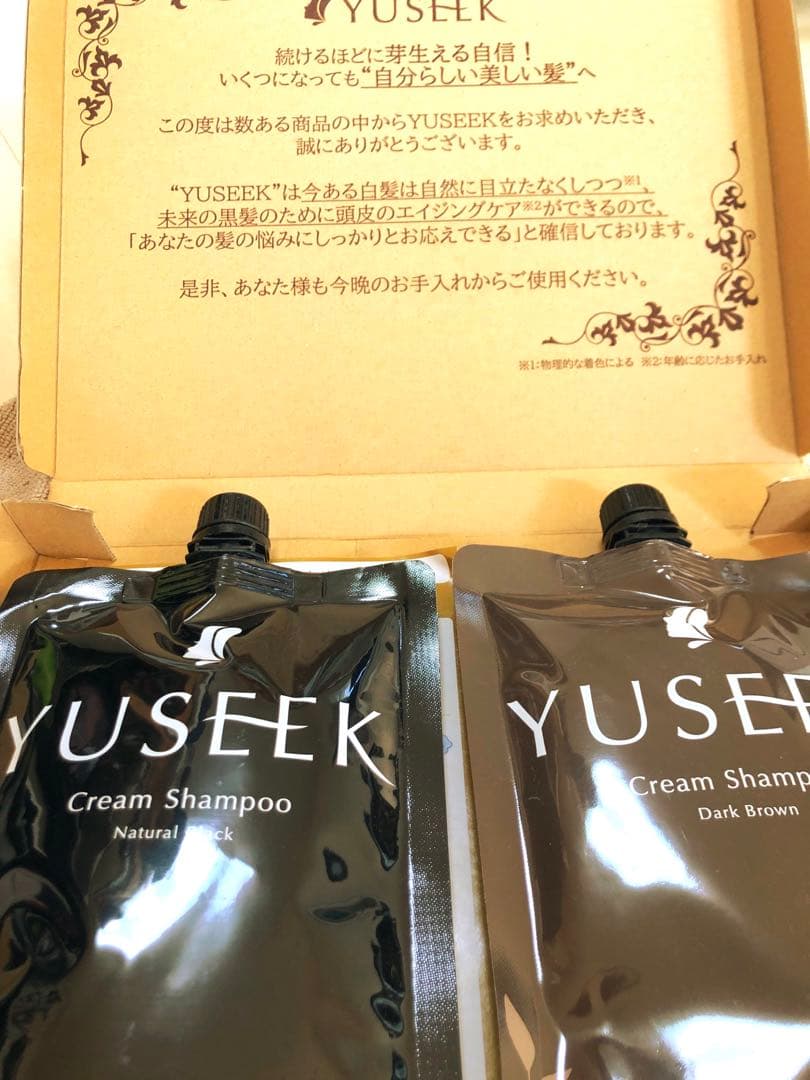 YUSEEK
続けるほどに芽生える自信！
いくつになっても“自分らしい美しい髪”へ
この度は数ある商品の中からYUSEEKをお求めいただき、
誠にありがとうございます。
“YUSEEK”は今ある白髪は自然に目立たなくしつつ※1、
未来の黒髪のために頭皮のエイジングケア※2ができるので、
「あなたの髪の悩みにしっかりとお応えできる」と確信しております。
是非、あなた様も今晩のお手入れからご使用ください。
※1:物理的な着色による ※2:年齢に応じたお手入れ
YUSEEK
Cream Shampoo
Natural Black
YUSEE
Cream Shamp
Dark Brown